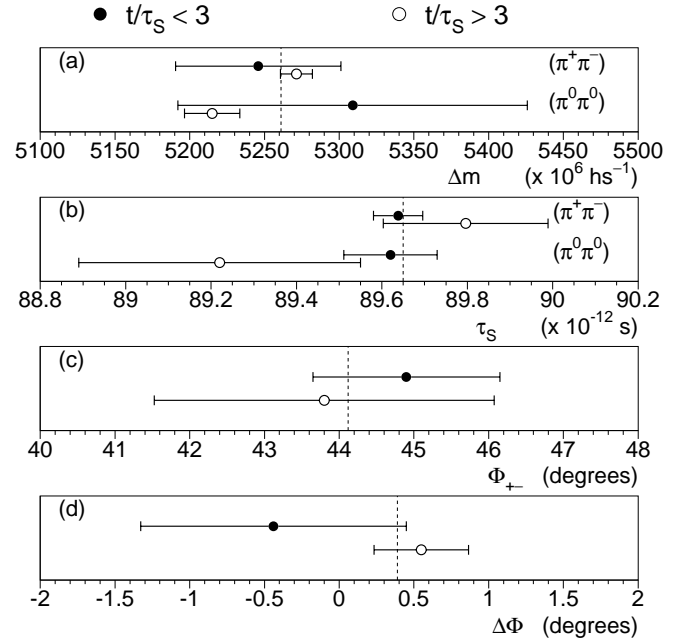 ● t/τS < 3 ○ t/τS > 3
(a) (π⁺π⁻)
(π⁰π⁰)
5100 5200 5250 5300 5350 5400 5450 5500
Δm (x 10⁶ hs⁻¹)
(b) (π⁺π⁻)
(π⁰π⁰)
88.8 89 89.2 89.4 89.6 89.8 90 90.2
τS (x 10⁻¹² s)
(c)
40 41 42 43 44 45 46 47 48
Φ+− (degrees)
(d)
-2 -1.5 -1 -0.5 0 0.5 1 1.5 2
ΔΦ (degrees)